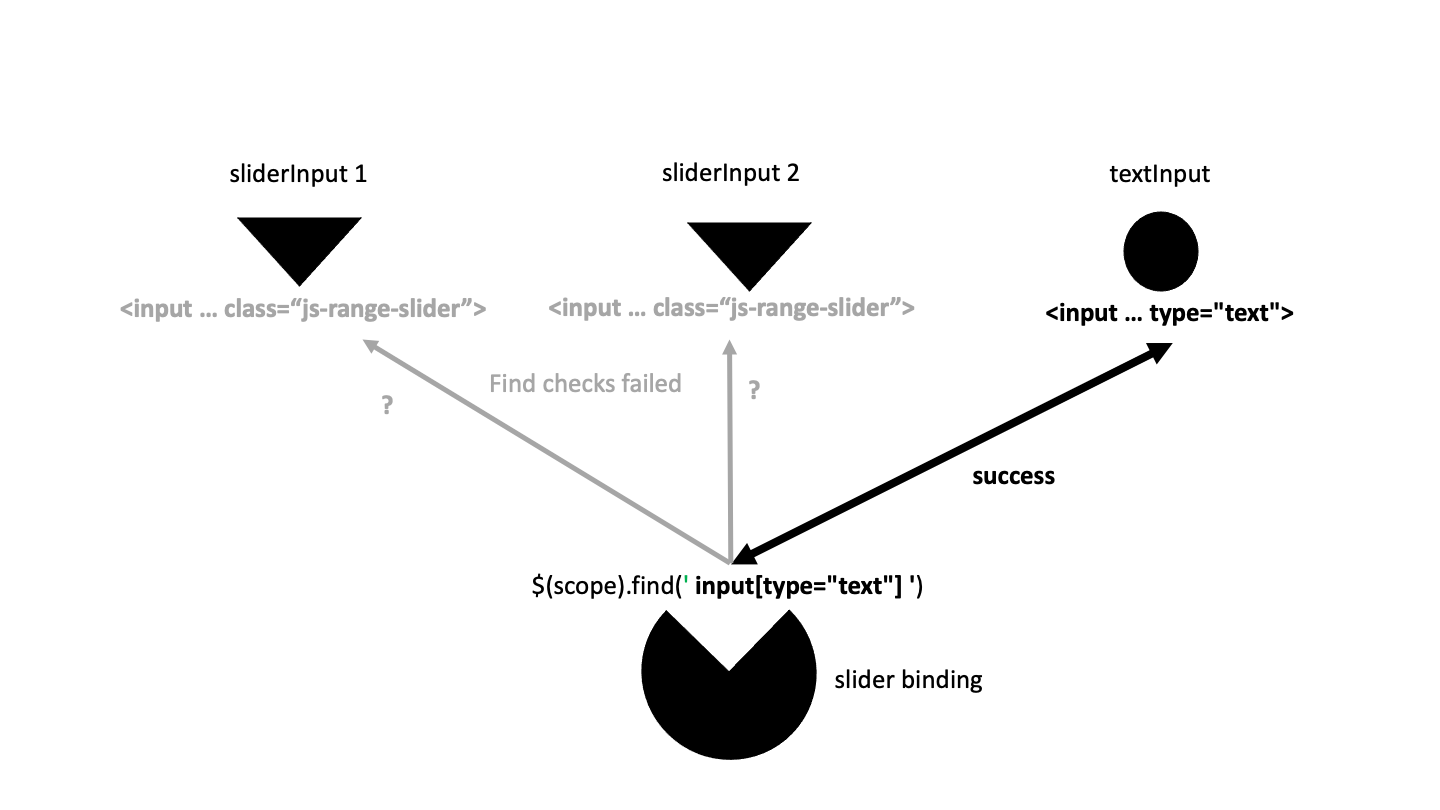 sliderInput 1
sliderInput 2
textInput
<input … class=“js-range-slider”>
<input … class=“js-range-slider”>
<input … type="text">
Find checks failed
?
?
success
$(scope).find(' input[type="text"] ')
slider binding